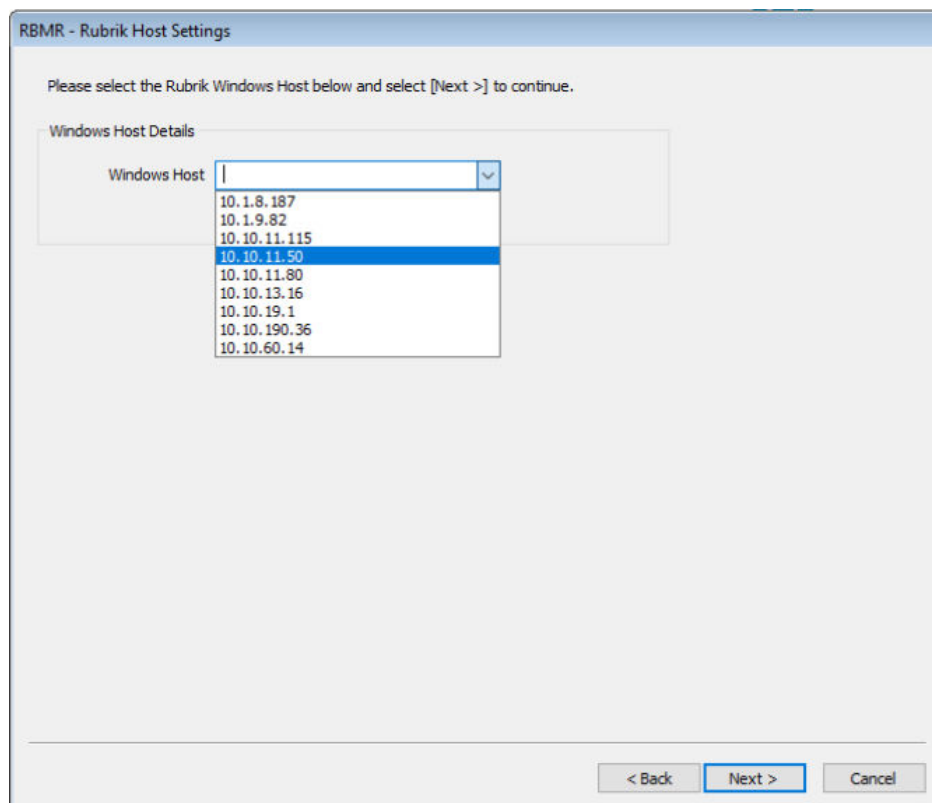 RBMR - Rubrik Host Settings
Please select the Rubrik Windows Host below and select [Next >] to continue.
Windows Host Details
Windows Host
10.1.8.187
10.1.9.82
10.10.11.115
10.10.11.50
10.10.11.80
10.10.13.16
10.10.19.1
10.10.190.36
10.10.60.14
< Back Next > Cancel